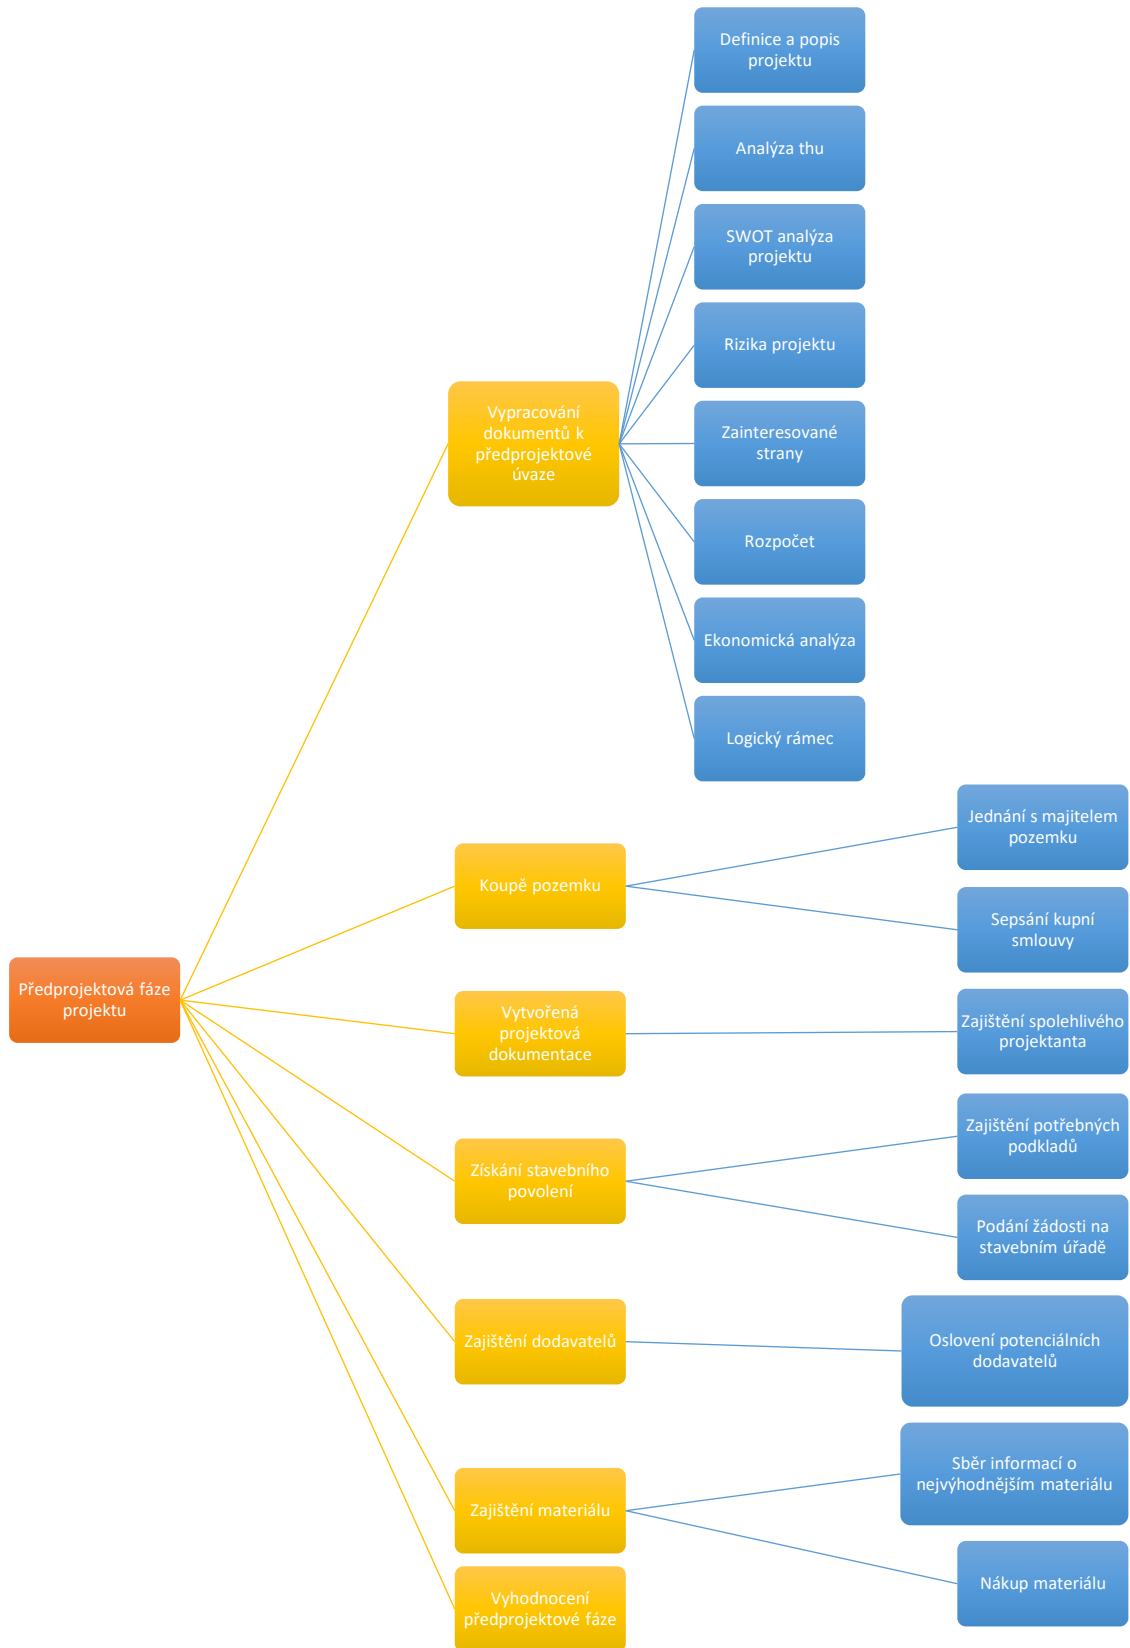 Definice a popis
projektu
Analýza thu
SWOT analýza
projektu
Rizika projektu
Vypracování
dokumentů k
předprojektové
úvaze
Zainteresované
strany
Rozpočet
Ekonomická analýza
Logický rámec
Jednání s majitelem
pozemku
Koupě pozemku
Sepsání kupní
smlouvy
Předprojektová fáze
projektu
Vytvořená
projektová
dokumentace
Zajištění spolehlivého
projektanta
Zajištění potřebných
podkladů
Získání stavebního
povolení
Podání žádosti na
stavebním úřadě
Zajištění dodavatelů
Oslovení potenciálních
dodavatelů
Sběr informací o
nejvýhodnějším materiálu
Zajištění materiálu
Nákup materiálu
Vyhodnocení
předprojektové fáze